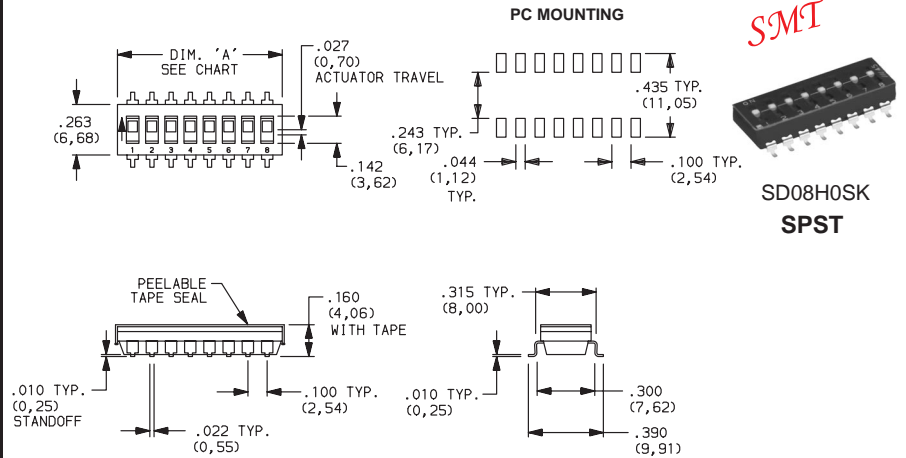 PC MOUNTING
SMT
DIM. 'A'
SEE CHART
.027
(0,70)
ACTUATOR TRAVEL
.263
(6,68)
1 2 3 4 5 6 7 8
.142
(3,62)
.435 TYP.
(11,05)
.243 TYP.
(6,17)
.044
(1,12)
TYP.
.100 TYP.
(2,54)
SD08H0SK
SPST
PEELABLE
TAPE SEAL
.160
(4,06)
WITH TAPE
.010 TYP.
(0,25)
STANDOFF
.022 TYP.
(0,55)
.100 TYP.
(2,54)
.315 TYP.
(8,00)
.010 TYP.
(0,25)
.300
(7,62)
.390
(9,91)